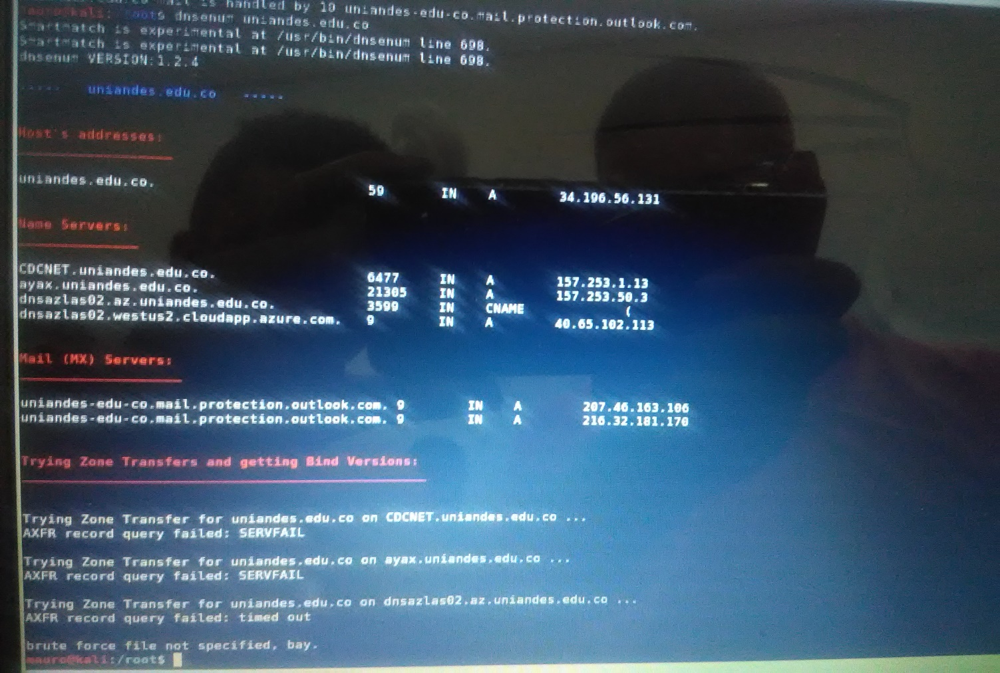 is handled by 10 uniandes-edu-co.mail.protection.outlook.com.
mauro@kali:/root$ dnsenum uniandes.edu.co
Smartmatch is experimental at /usr/bin/dnsenum line 698.
Smartmatch is experimental at /usr/bin/dnsenum line 698.
dnsenum VERSION:1.2.4
----- uniandes.edu.co -----
Host's addresses:
uniandes.edu.co. 59 IN A 34.196.56.131
Name Servers:
CDCNET.uniandes.edu.co. 6477 IN A 157.253.1.13
ayax.uniandes.edu.co. 21305 IN A 157.253.50.3
dnsazlas02.az.uniandes.edu.co. 3599 IN CNAME (
dnsazlas02.westus2.cloudapp.azure.com. 9 IN A 40.65.102.113
Mail (MX) Servers:
uniandes-edu-co.mail.protection.outlook.com. 9 IN A 207.46.163.106
uniandes-edu-co.mail.protection.outlook.com. 9 IN A 216.32.181.170
Trying Zone Transfers and getting Bind Versions:
Trying Zone Transfer for uniandes.edu.co on CDCNET.uniandes.edu.co ...
AXFR record query failed: SERVFAIL
Trying Zone Transfer for uniandes.edu.co on ayax.uniandes.edu.co ...
AXFR record query failed: SERVFAIL
Trying Zone Transfer for uniandes.edu.co on dnsazlas02.az.uniandes.edu.co ...
AXFR record query failed: timed out
brute force file not specified, bay.
mauro@kali:/root$